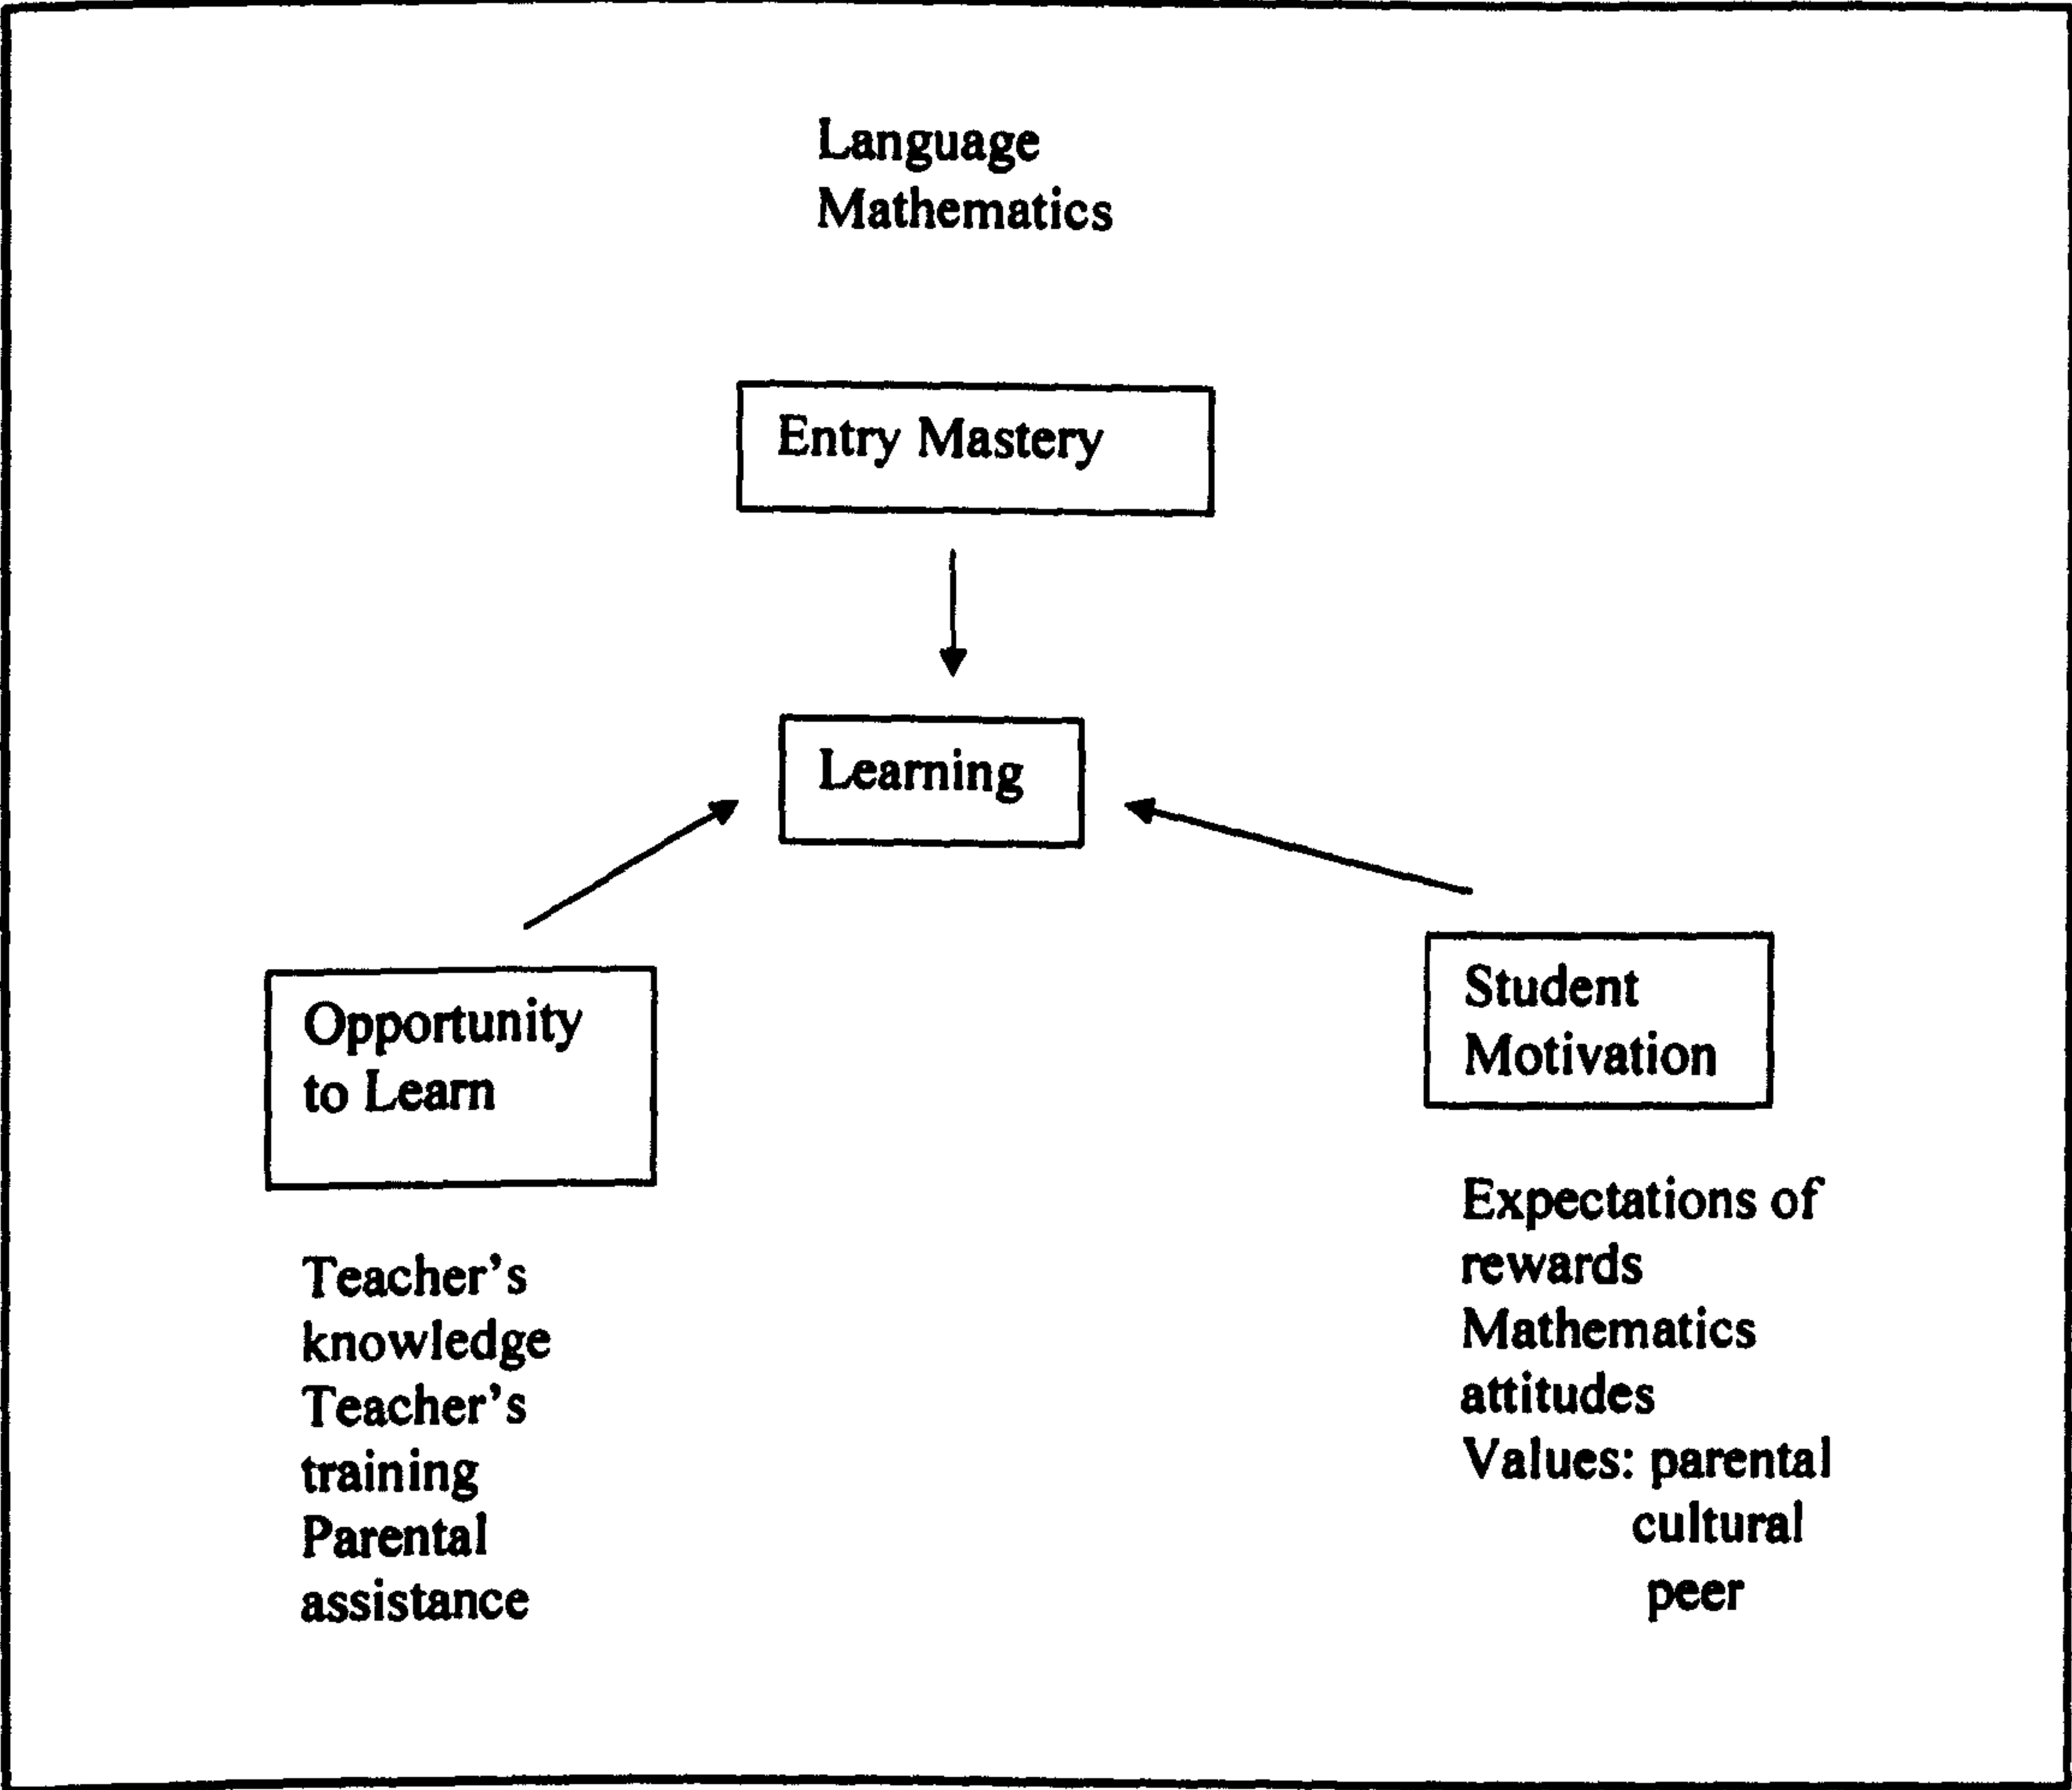 Language
Mathematics
Entry Mastery
Learning
Opportunity
to Learn
Teacher's
knowledge
Teacher's
training
Parental
assistance
Student
Motivation
Expectations of
rewards
Mathematics
attitudes
Values: parental
cultural
peer